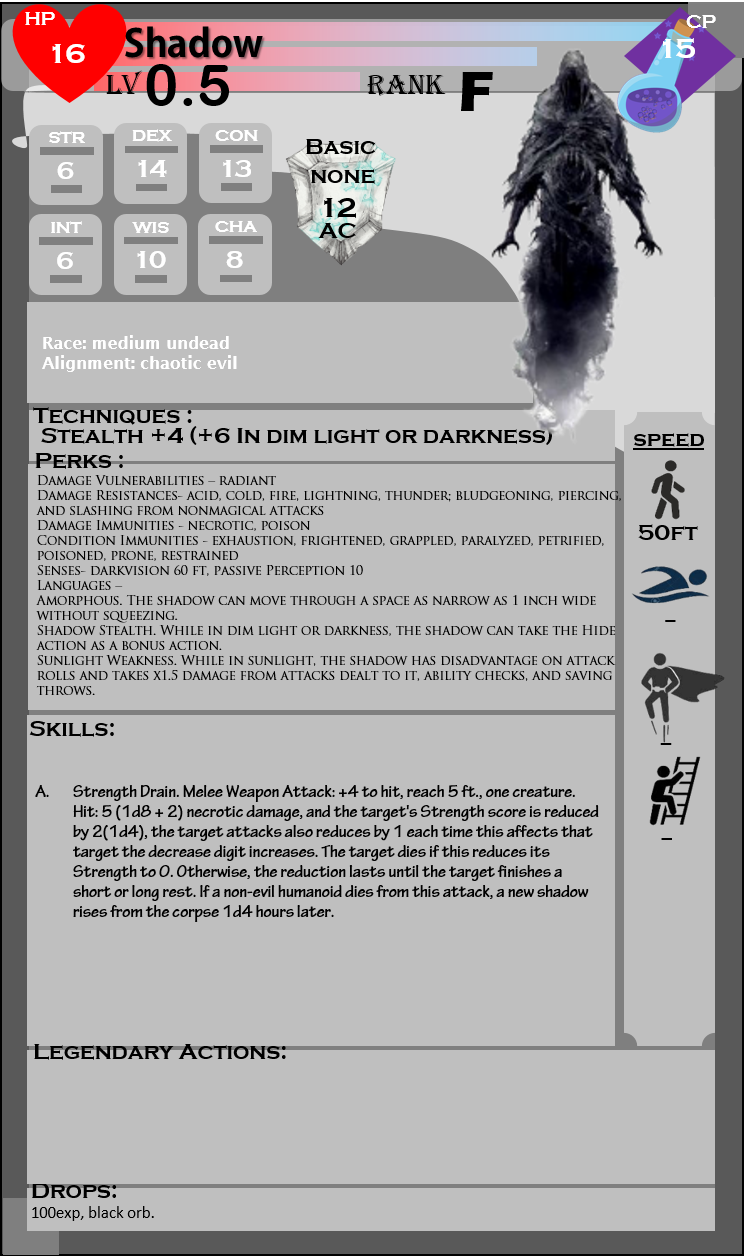 HP
16
Shadow
CP
15
LV 0.5
RANK F
STR
6
DEX
14
CON
13
INT
6
WIS
10
CHA
8
Basic
none
12
AC
Race: medium undead
Alignment: chaotic evil
Techniques :
Stealth +4 (+6 In dim light or darkness)
Perks :
Damage Vulnerabilities – radiant
Damage Resistances- acid, cold, fire, lightning, thunder; bludgeoning, piercing,
and slashing from nonmagical attacks
Damage Immunities - necrotic, poison
Condition Immunities - exhaustion, frightened, grappled, paralyzed, petrified,
poisoned, prone, restrained
Senses- darkvision 60 ft, passive Perception 10
Languages –
Amorphous. The shadow can move through a space as narrow as 1 inch wide
without squeezing.
Shadow Stealth. While in dim light or darkness, the shadow can take the Hide
action as a bonus action.
Sunlight Weakness. While in sunlight, the shadow has disadvantage on attack
rolls and takes x1.5 damage from attacks dealt to it, ability checks, and saving
throws.
SPEED
50FT
–
–
–
Skills:
A. Strength Drain. Melee Weapon Attack: +4 to hit, reach 5 ft., one creature.
Hit: 5 (1d8 + 2) necrotic damage, and the target's Strength score is reduced
by 2(1d4), the target attacks also reduces by 1 each time this affects that
target the decrease digit increases. The target dies if this reduces its
Strength to 0. Otherwise, the reduction lasts until the target finishes a
short or long rest. If a non-evil humanoid dies from this attack, a new shadow
rises from the corpse 1d4 hours later.
Legendary Actions:
Drops:
100exp, black orb.